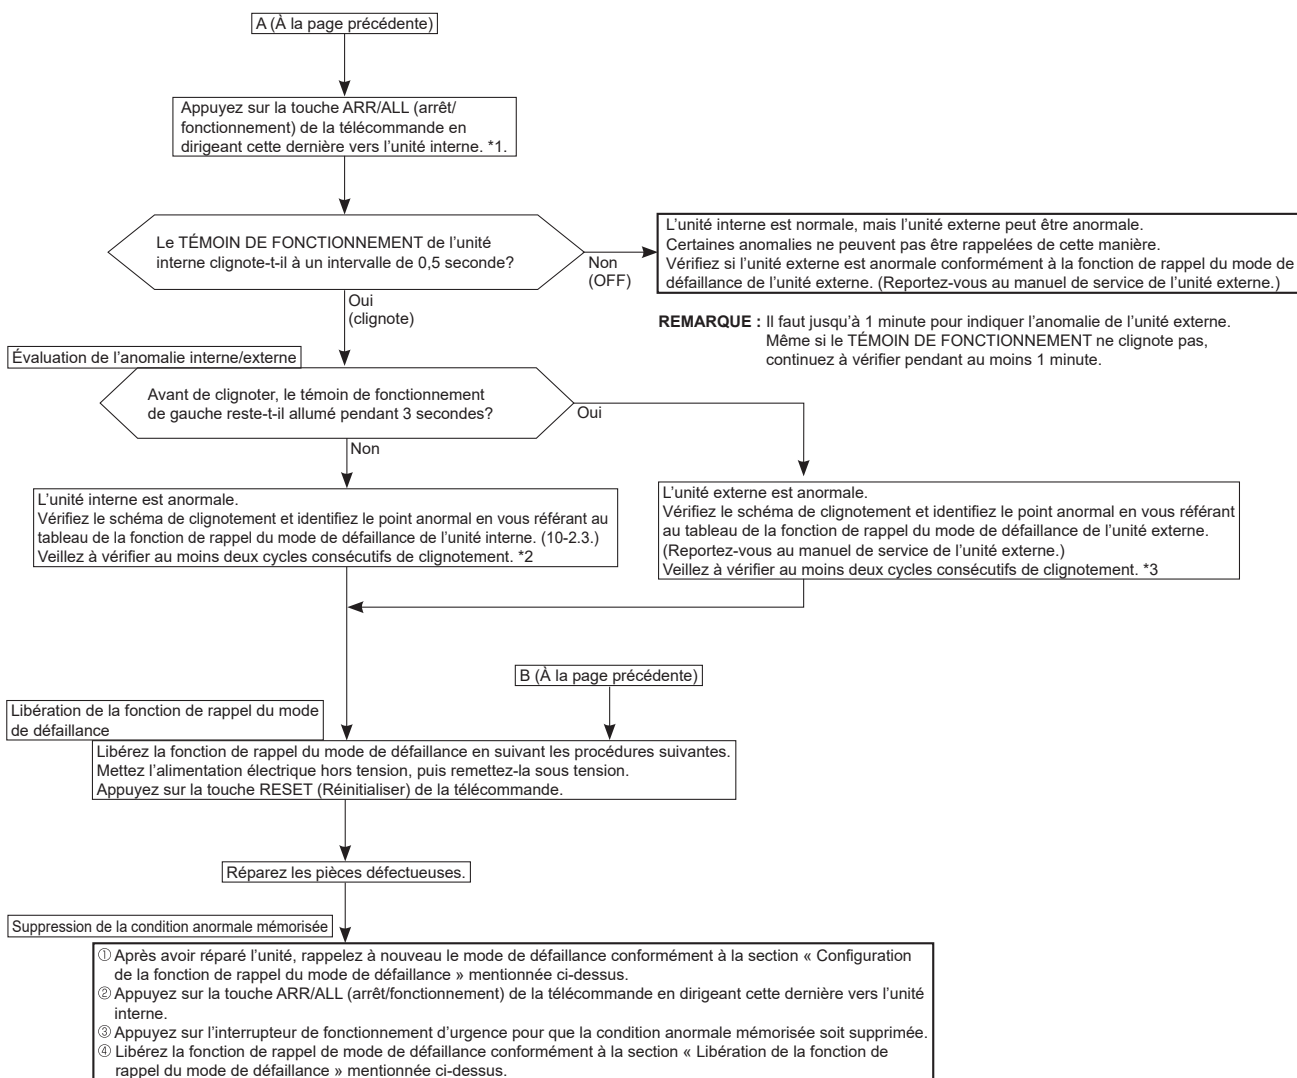 A (À la page précédente)
Appuyez sur la touche ARR/ALL (arrêt/
fonctionnement) de la télécommande en
dirigeant cette dernière vers l’unité interne. *1.
Le TÉMOIN DE FONCTIONNEMENT de l’unité
interne clignote-t-il à un intervalle de 0,5 seconde?
Non
(OFF)
L’unité interne est normale, mais l’unité externe peut être anormale.
Certaines anomalies ne peuvent pas être rappelées de cette manière.
Vérifiez si l’unité externe est anormale conformément à la fonction de rappel du mode de
défaillance de l’unité externe. (Reportez-vous au manuel de service de l’unité externe.)
Oui
(clignote)
REMARQUE : Il faut jusqu’à 1 minute pour indiquer l’anomalie de l’unité externe.
Même si le TÉMOIN DE FONCTIONNEMENT ne clignote pas,
continuez à vérifier pendant au moins 1 minute.
Évaluation de l’anomalie interne/externe
Avant de clignoter, le témoin de fonctionnement
de gauche reste-t-il allumé pendant 3 secondes?
Oui
Non
L’unité interne est anormale.
Vérifiez le schéma de clignotement et identifiez le point anormal en vous référant au
tableau de la fonction de rappel du mode de défaillance de l’unité interne. (10-2.3.)
Veillez à vérifier au moins deux cycles consécutifs de clignotement. *2
L’unité externe est anormale.
Vérifiez le schéma de clignotement et identifiez le point anormal en vous référant
au tableau de la fonction de rappel du mode de défaillance de l’unité externe.
(Reportez-vous au manuel de service de l’unité externe.)
Veillez à vérifier au moins deux cycles consécutifs de clignotement. *3
B (À la page précédente)
Libération de la fonction de rappel du mode
de défaillance
Libérez la fonction de rappel du mode de défaillance en suivant les procédures suivantes.
Mettez l’alimentation électrique hors tension, puis remettez-la sous tension.
Appuyez sur la touche RESET (Réinitialiser) de la télécommande.
Réparez les pièces défectueuses.
Suppression de la condition anormale mémorisée
① Après avoir réparé l’unité, rappelez à nouveau le mode de défaillance conformément à la section « Configuration
de la fonction de rappel du mode de défaillance » mentionnée ci-dessus.
② Appuyez sur la touche ARR/ALL (arrêt/fonctionnement) de la télécommande en dirigeant cette dernière vers l’unité
interne.
③ Appuyez sur l’interrupteur de fonctionnement d’urgence pour que la condition anormale mémorisée soit supprimée.
④ Libérez la fonction de rappel de mode de défaillance conformément à la section « Libération de la fonction de
rappel du mode de défaillance » mentionnée ci-dessus.